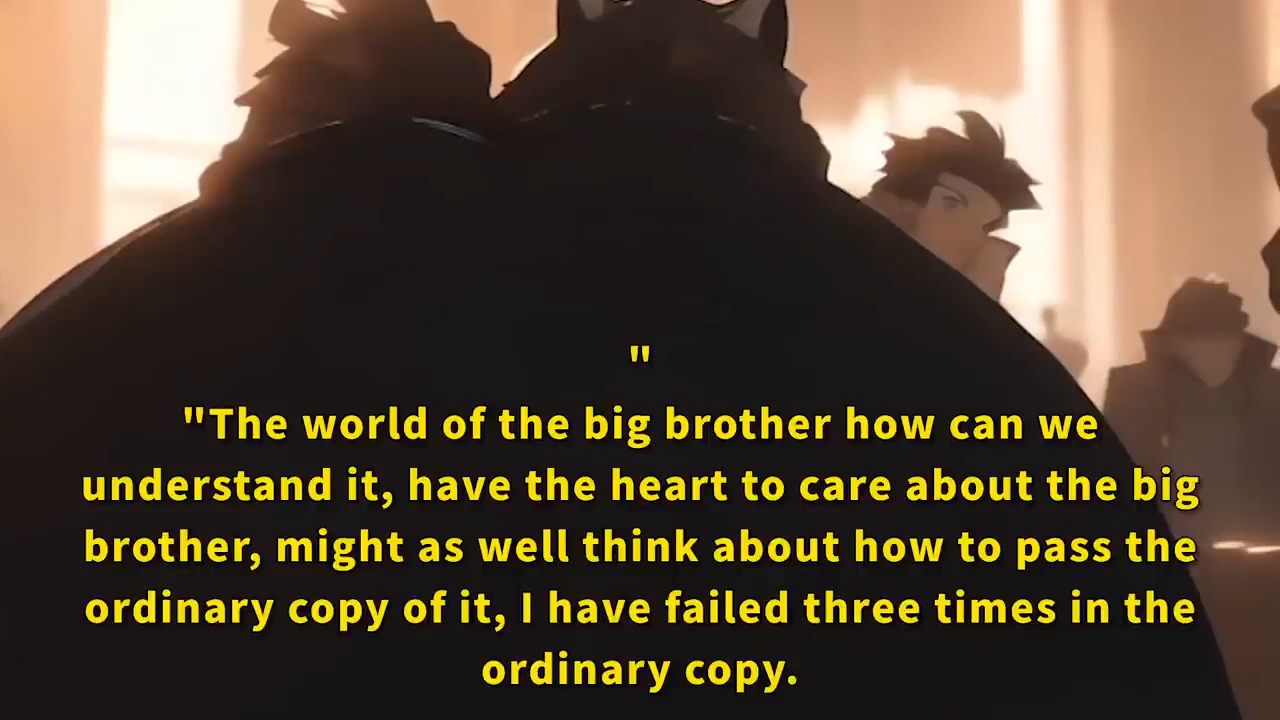 "
"The world of the big brother how can we
understand it, have the heart to care about the big
brother, might as well think about how to pass the
ordinary copy of it, I have failed three times in the
ordinary copy.